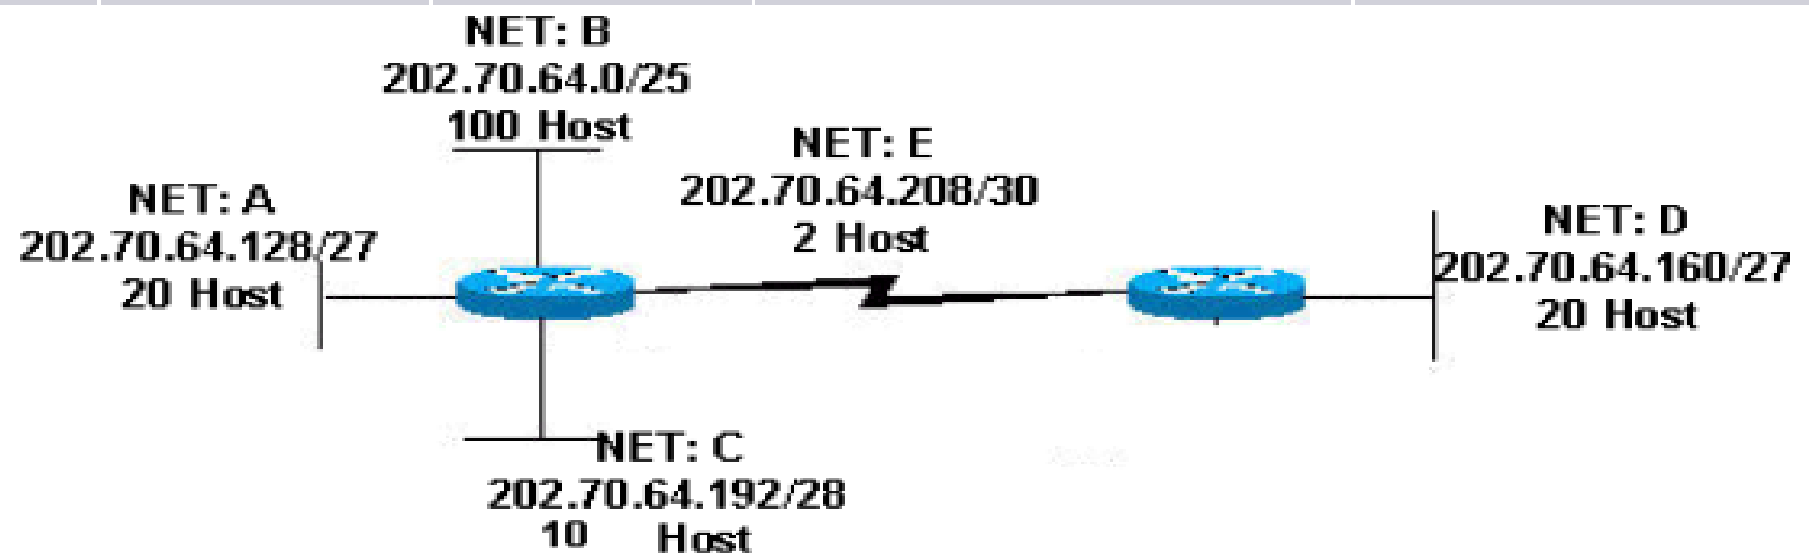 NET: B
202.70.64.0/25
100 Host
NET: E
202.70.64.208/30
2 Host
NET: A
202.70.64.128/27
20 Host
NET: D
202.70.64.160/27
20 Host
NET: C
202.70.64.192/28
10 Host